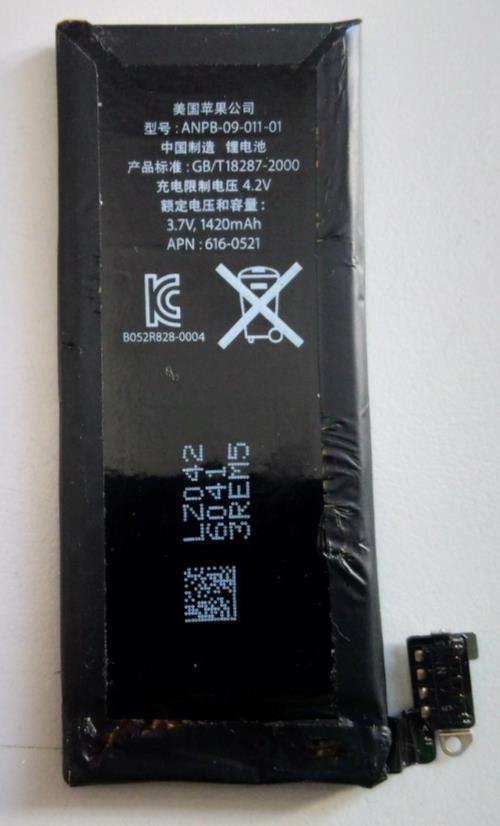 美国苹果公司
型号:ANPB-09-011-01
中国制造 锂电池
产品标准:GB/T18287-2000
充电限制电压 4.2V
额定电压和容量:
3.7V, 1420mAh
APN:616-0521
B052R828-0004
LZ042
6041
3REM5